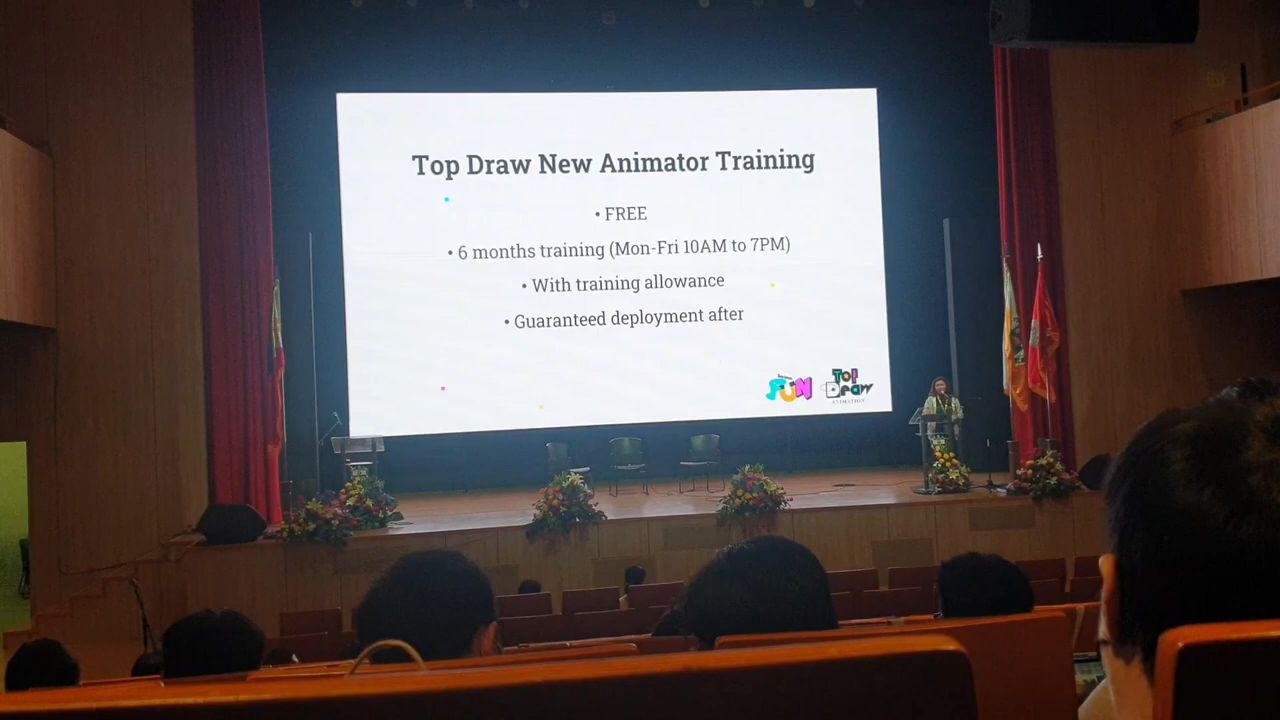 Top Draw New Animator Training
• FREE
• 6 months training (Mon-Fri 10AM to 7PM)
• With training allowance
• Guaranteed deployment after
FUN
Top
Draw
ANIMATION